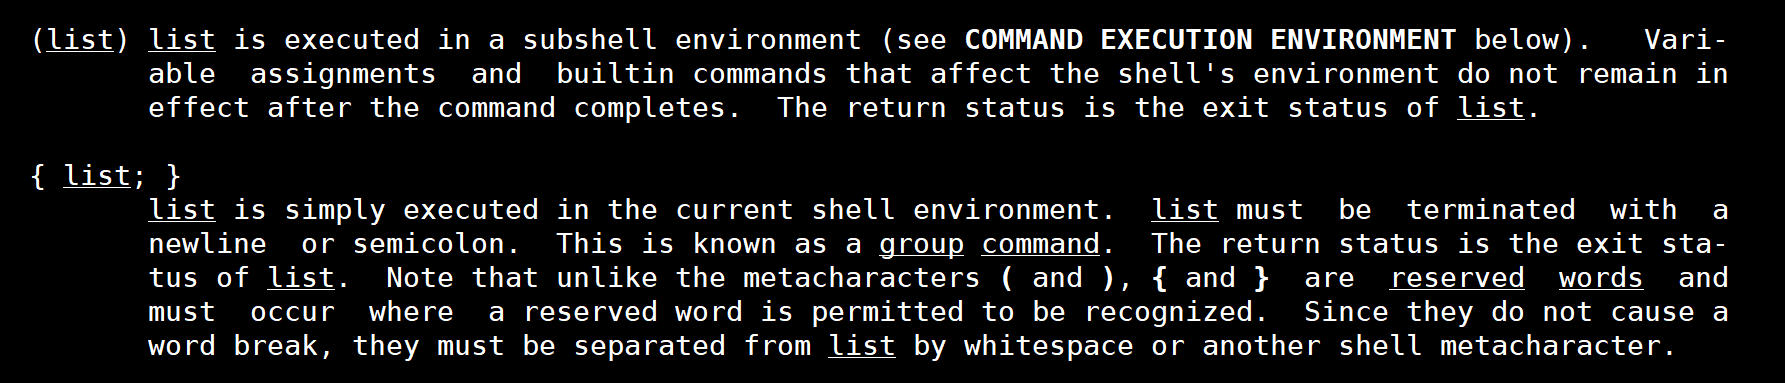 (list) list is executed in a subshell environment (see COMMAND EXECUTION ENVIRONMENT below).   Vari-
able  assignments  and  builtin commands that affect the shell's environment do not remain in
effect after the command completes.  The return status is the exit status of list.
{ list; }
list is simply executed in the current shell environment.  list must  be  terminated  with  a
newline  or semicolon.  This is known as a group command.  The return status is the exit sta-
tus of list.  Note that unlike the metacharacters ( and ), { and }  are  reserved  words  and
must  occur  where  a reserved word is permitted to be recognized.  Since they do not cause a
word break, they must be separated from list by whitespace or another shell metacharacter.